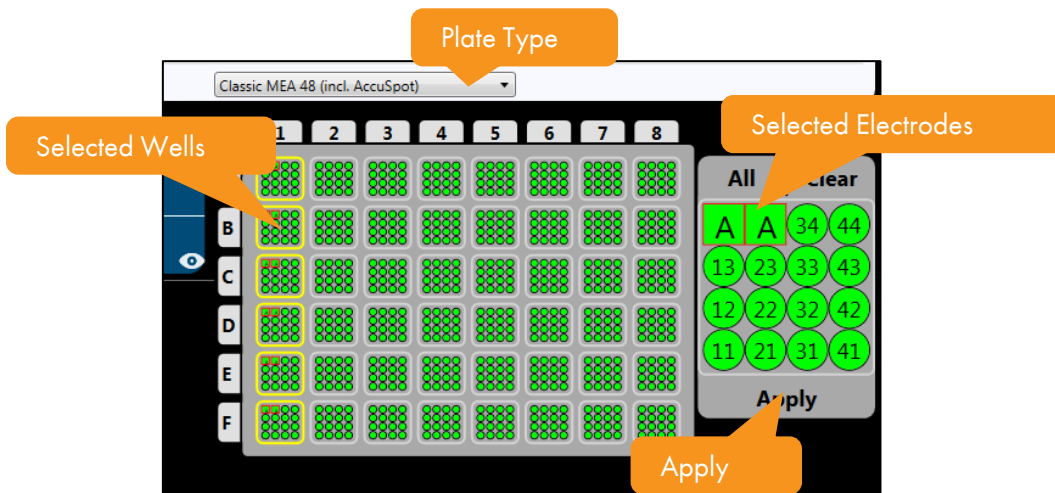 Plate Type
Classic MEA 48 (incl. AccuSpot)
Selected Wells
1 2 3 4 5 6 7 8
Selected Electrodes
All
B
A A 34 44
C
13 23 33 43
D
12 22 32 42
E
11 21 31 41
F
Apply
Apply